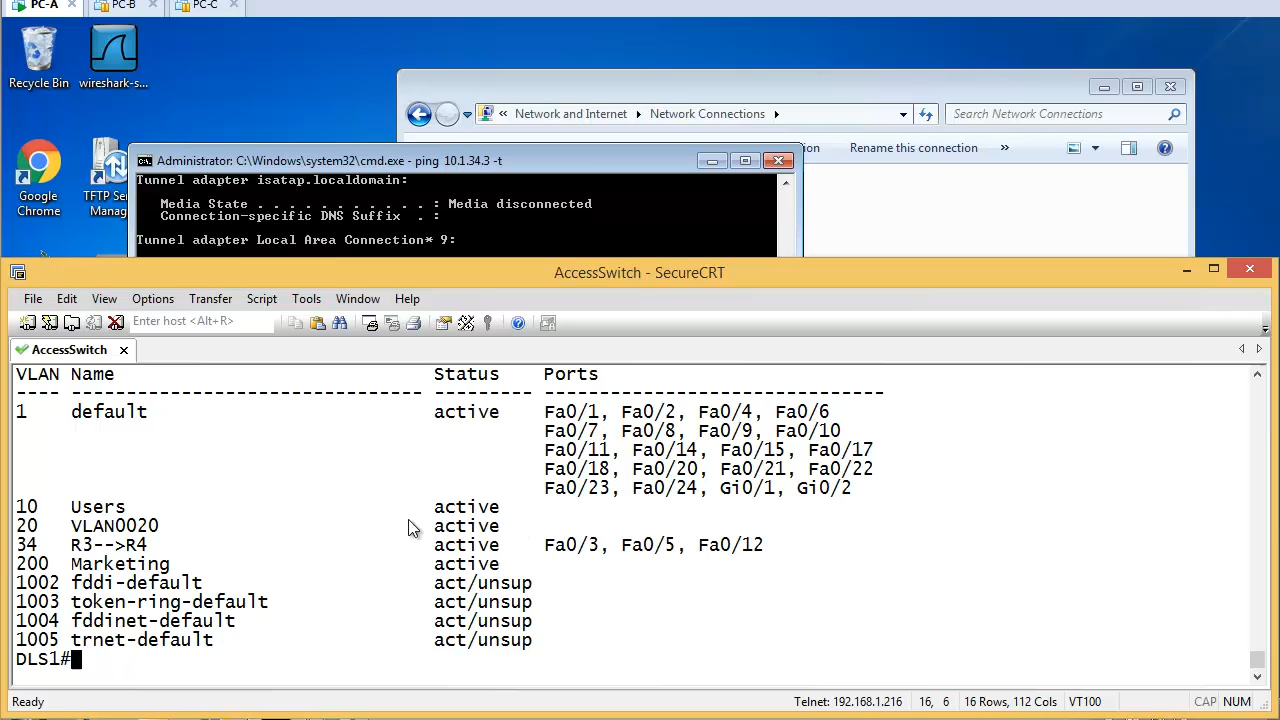 PC-A × PC-B × PC-C ×
Recycle Bin
wireshark-s...
« Network and Internet ▸ Network Connections ▸
Search Network Connections
Rename this connection »
Google Chrome
TFTP Ser
Manag
Administrator: C:\Windows\system32\cmd.exe - ping 10.1.34.3 -t
Tunnel adapter isatap.localdomain:
Media State . . . . . . . . . . . : Media disconnected
Connection-specific DNS Suffix . :
Tunnel adapter Local Area Connection* 9:
AccessSwitch - SecureCRT
File Edit View Options Transfer Script Tools Window Help
Enter host <Alt+R>
AccessSwitch ×
VLAN Name Status Ports
---- -------------------------------- --------- -------------------------------
1 default active Fa0/1, Fa0/2, Fa0/4, Fa0/6
Fa0/7, Fa0/8, Fa0/9, Fa0/10
Fa0/11, Fa0/14, Fa0/15, Fa0/17
Fa0/18, Fa0/20, Fa0/21, Fa0/22
Fa0/23, Fa0/24, Gi0/1, Gi0/2
10 Users active
20 VLAN0020 active
34 R3-->R4 active Fa0/3, Fa0/5, Fa0/12
200 Marketing active
1002 fddi-default act/unsup
1003 token-ring-default act/unsup
1004 fddinet-default act/unsup
1005 trnet-default act/unsup
DLS1#
Ready Telnet: 192.168.1.216 16, 6 16 Rows, 112 Cols VT100 CAP NUM